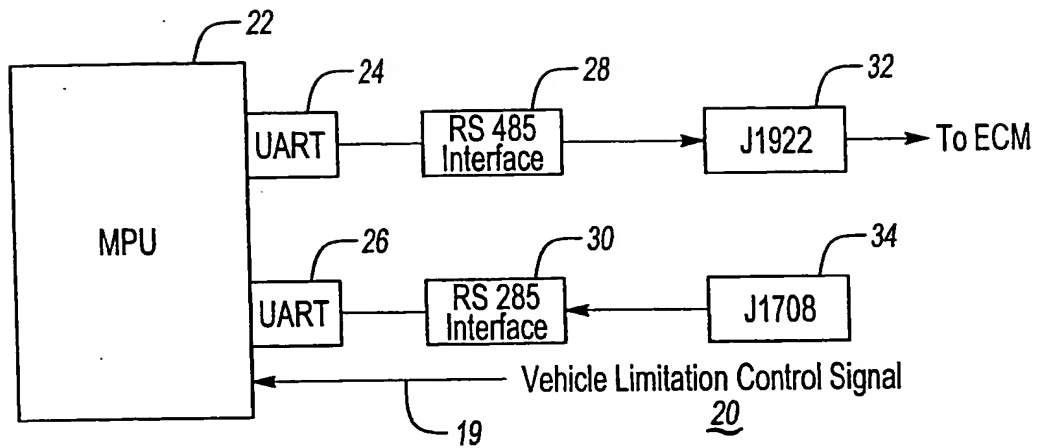 22
24
28
32
UART
RS 485
Interface
J1922
To ECM
MPU
26
30
34
UART
RS 285
Interface
J1708
Vehicle Limitation Control Signal
19
20